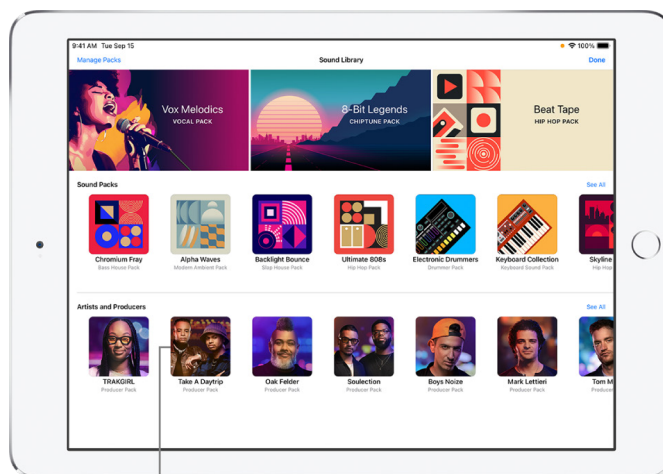 9:41 AM Tue Sep 15
100%
Manage Packs
Sound Library
Done
Vox Melodics
VOCAL PACK
8-Bit Legends
CHIPTUNE PACK
Beat Tape
HIP HOP PACK
Sound Packs
See All
Chromium Fray
Bass House Pack
Alpha Waves
Modern Ambient Pack
Backlight Bounce
Slap House Pack
Ultimate 808s
Hip Hop Pack
Electronic Drummers
Drummer Pack
Keyboard Collection
Keyboard Sound Pack
Skyline
Hip Hop
Artists and Producers
See All
TRAKGIRL
Producer Pack
Take A Daytrip
Producer Pack
Oak Felder
Producer Pack
Soulection
Producer Pack
Boys Noize
Producer Pack
Mark Lettieri
Producer Pack
Tom M
Producer